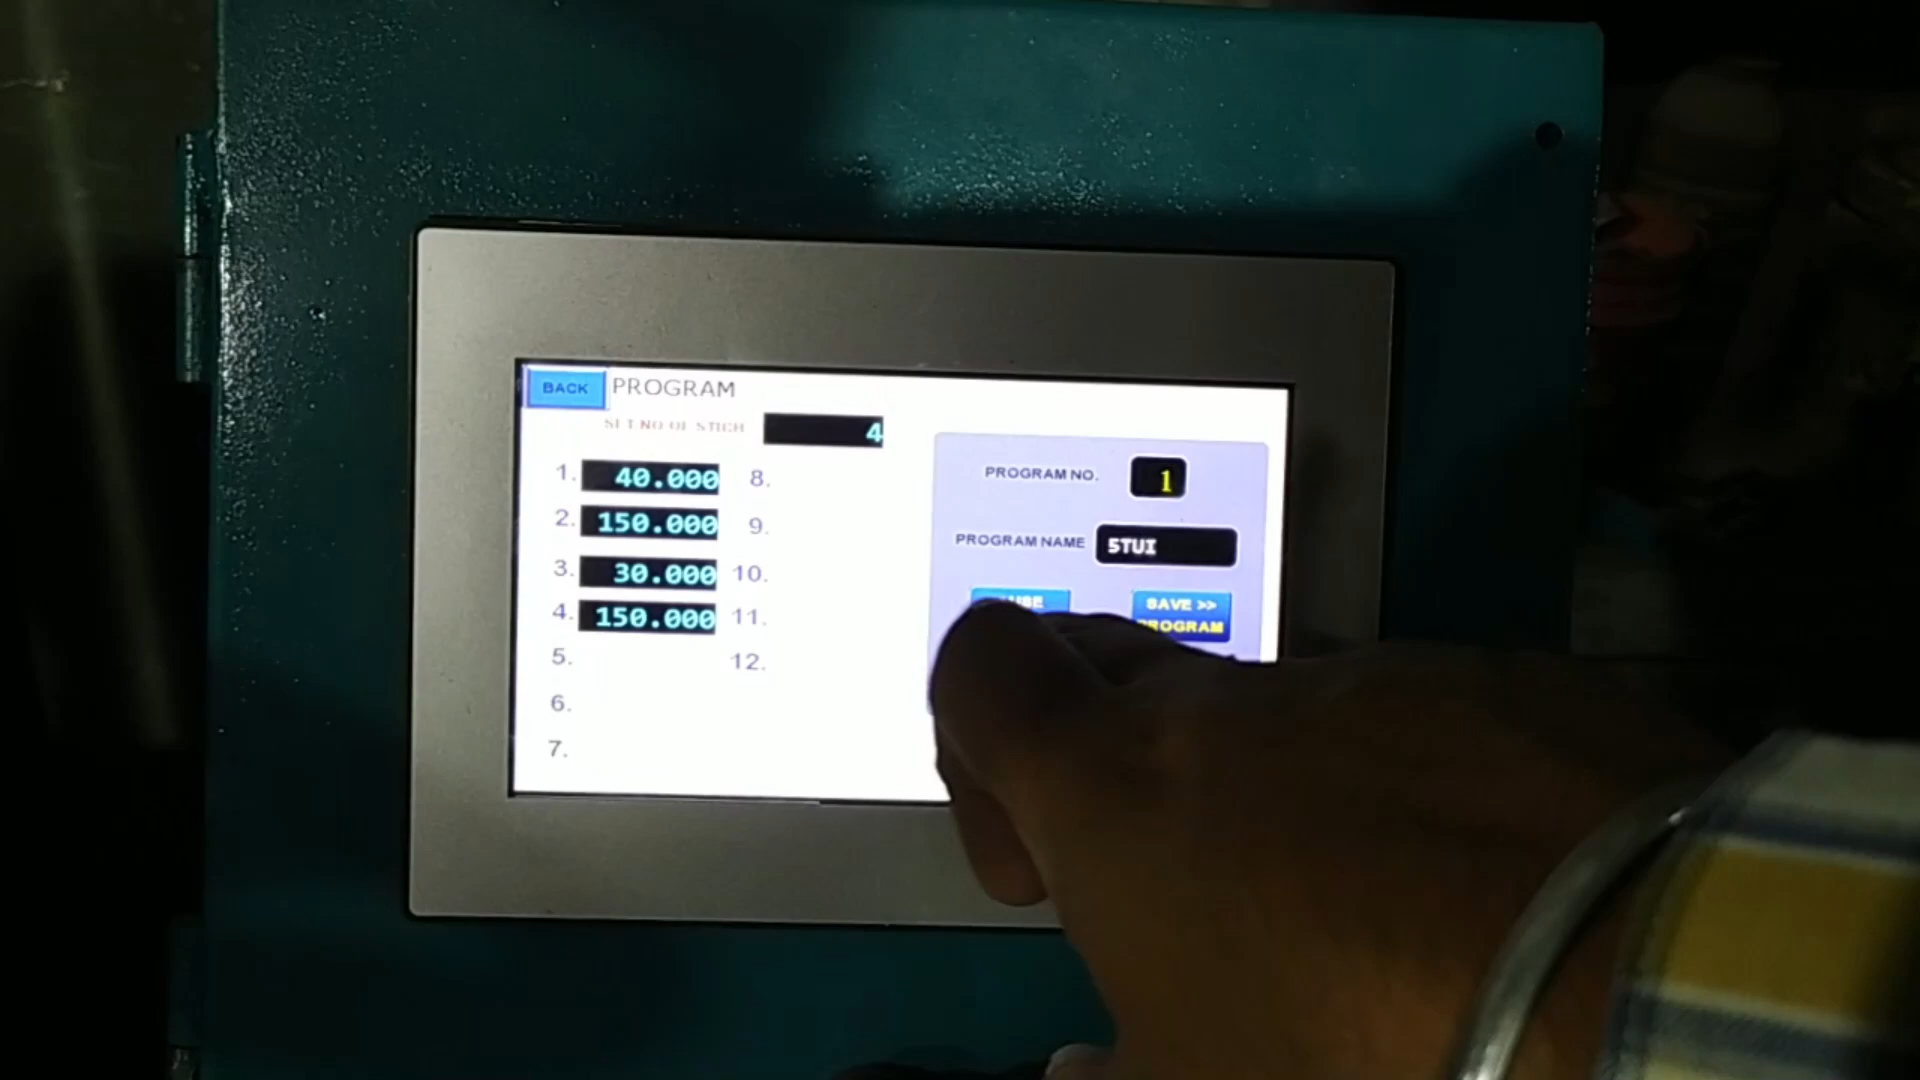 BACK PROGRAM
SET NO OF STICH 4
1. 40.000 8.
2. 150.000 9.
3. 30.000 10.
4. 150.000 11.
5. 12.
6.
7.
PROGRAM NO. 1
PROGRAM NAME 5TUI
SAVE >>
PROGRAM